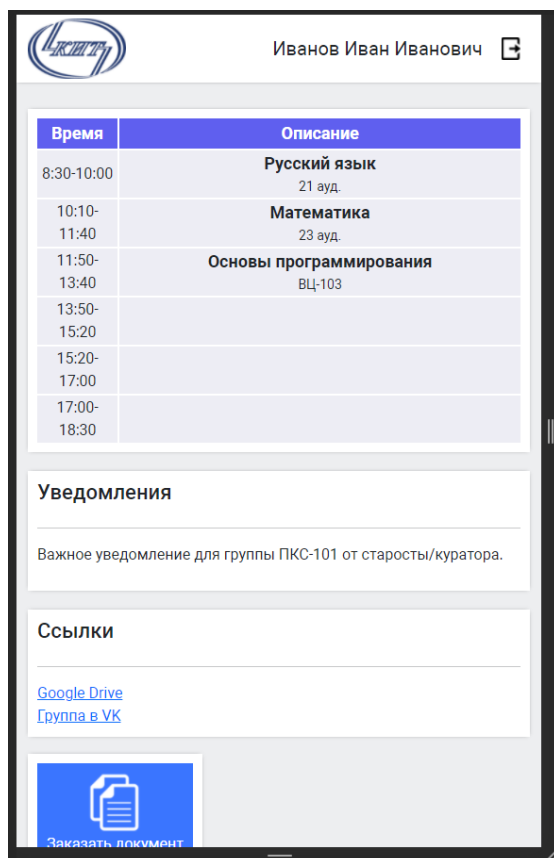 ЦКИТ
Иванов Иван Иванович
Время Описание
8:30-10:00 Русский язык
21 ауд.
10:10- Математика
11:40 23 ауд.
11:50- Основы программирования
13:40 ВЦ-103
13:50-
15:20
15:20-
17:00
17:00-
18:30
Уведомления
Важное уведомление для группы ПКС-101 от старосты/куратора.
Ссылки
Google Drive
Группа в VK
Заказать документ